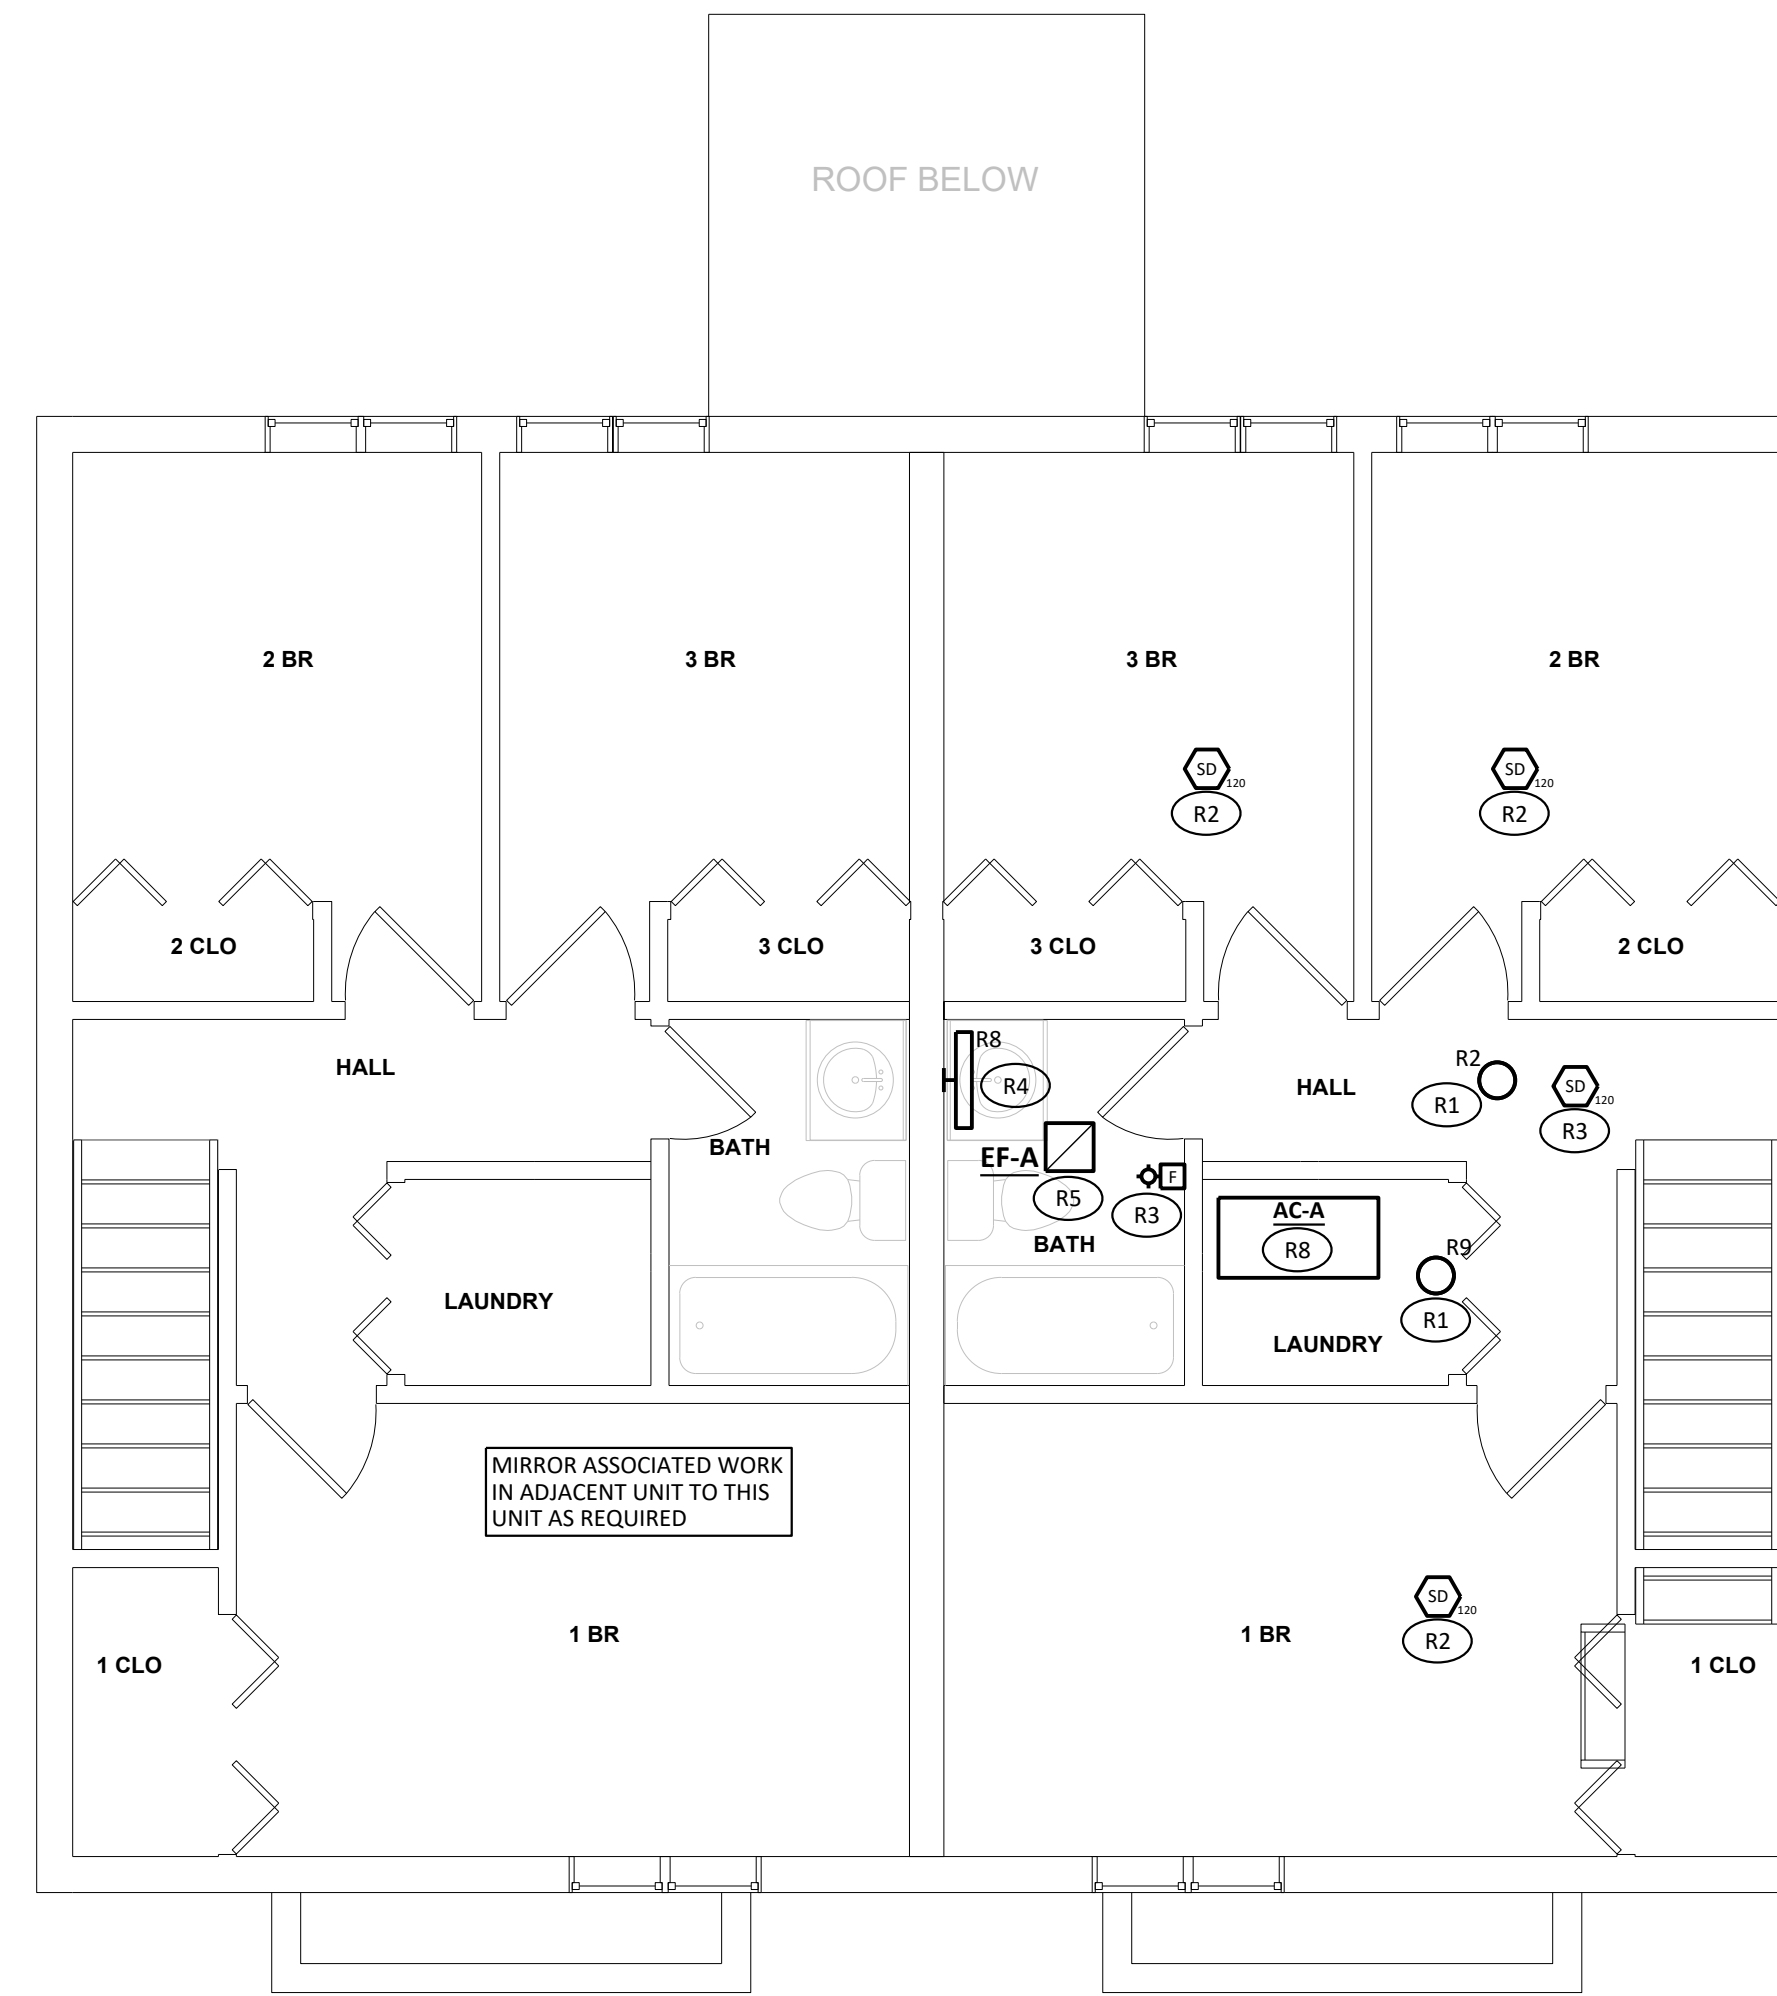 ROOF BELOW
2 BR
3 BR
3 BR
2 BR
SD
120
R2
SD
120
R2
2 CLO
3 CLO
3 CLO
2 CLO
HALL
BATH
R8
R4
HALL
R2
R1
SD
120
R3
EF-A
R5
F
R3
BATH
AC-A
R8
R9
R1
LAUNDRY
LAUNDRY
MIRROR ASSOCIATED WORK
IN ADJACENT UNIT TO THIS
UNIT AS REQUIRED
SD
120
R2
1 BR
1 BR
1 CLO
1 CLO